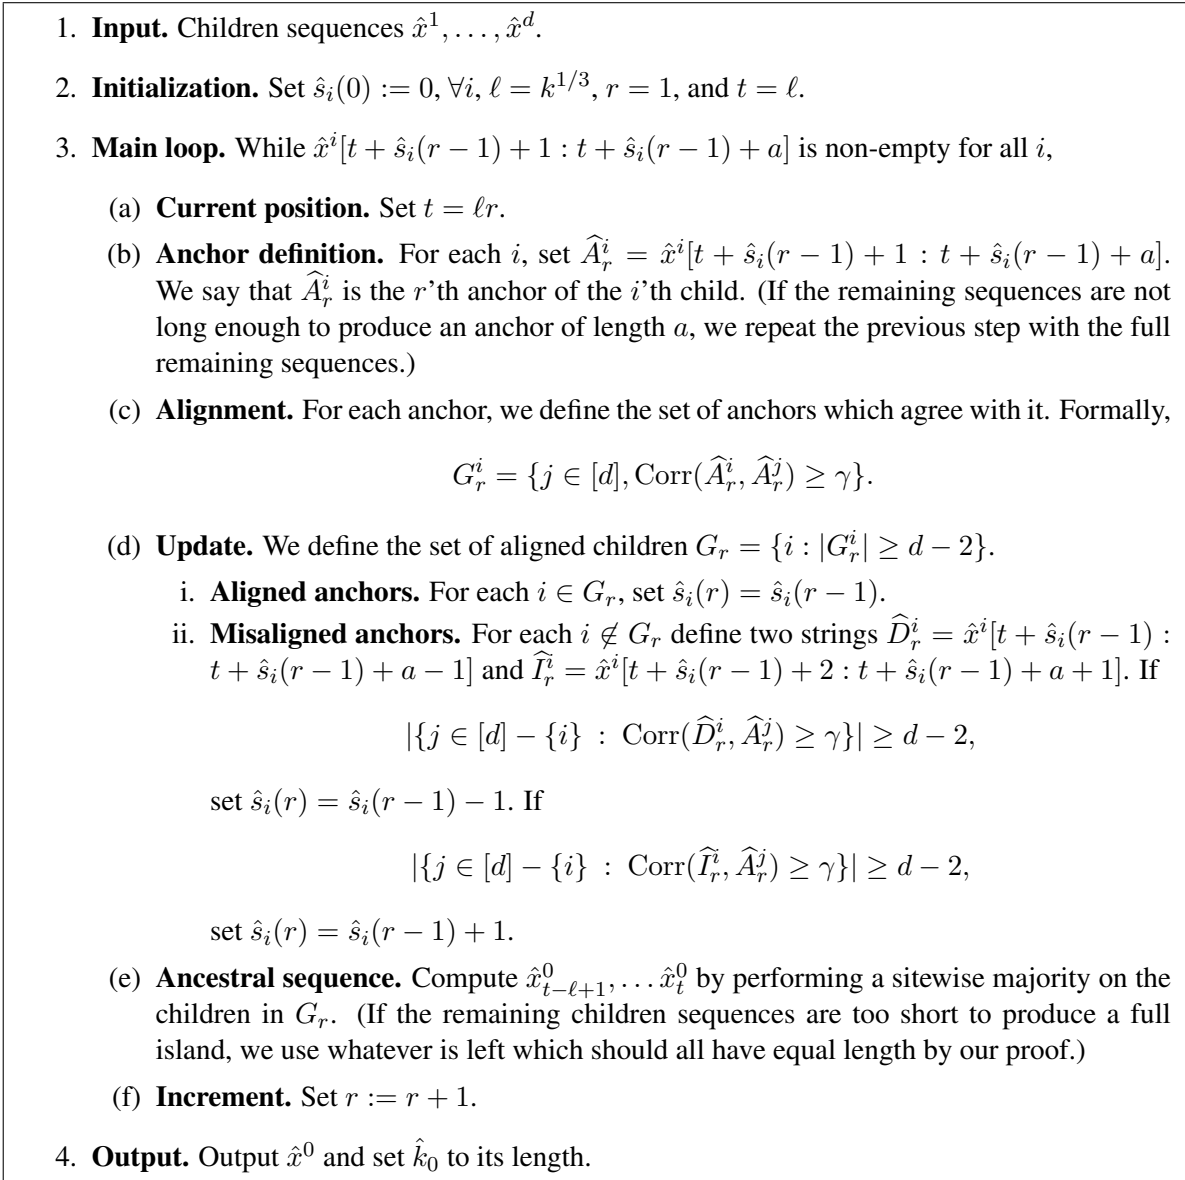 1. Input. Children sequences x̂¹, . . . , x̂ᵈ.
2. Initialization. Set ŝᵢ(0) := 0, ∀i, ℓ = k^{1/3}, r = 1, and t = ℓ.
3. Main loop. While x̂ⁱ[t + ŝᵢ(r − 1) + 1 : t + ŝᵢ(r − 1) + a] is non-empty for all i,
(a) Current position. Set t = ℓr.
(b) Anchor definition. For each i, set Âⁱᵣ = x̂ⁱ[t + ŝᵢ(r − 1) + 1 : t + ŝᵢ(r − 1) + a].
We say that Âⁱᵣ is the r'th anchor of the i'th child. (If the remaining sequences are not
long enough to produce an anchor of length a, we repeat the previous step with the full
remaining sequences.)
(c) Alignment. For each anchor, we define the set of anchors which agree with it. Formally,
Gⁱᵣ = {j ∈ [d], Corr(Âⁱᵣ, Âʲᵣ) ≥ γ}.
(d) Update. We define the set of aligned children Gᵣ = {i : |Gⁱᵣ| ≥ d − 2}.
i. Aligned anchors. For each i ∈ Gᵣ, set ŝᵢ(r) = ŝᵢ(r − 1).
ii. Misaligned anchors. For each i ∉ Gᵣ define two strings D̂ⁱᵣ = x̂ⁱ[t + ŝᵢ(r − 1) :
t + ŝᵢ(r − 1) + a − 1] and Îⁱᵣ = x̂ⁱ[t + ŝᵢ(r − 1) + 2 : t + ŝᵢ(r − 1) + a + 1]. If
|{j ∈ [d] − {i} : Corr(D̂ⁱᵣ, Âʲᵣ) ≥ γ}| ≥ d − 2,
set ŝᵢ(r) = ŝᵢ(r − 1) − 1. If
|{j ∈ [d] − {i} : Corr(Îⁱᵣ, Âʲᵣ) ≥ γ}| ≥ d − 2,
set ŝᵢ(r) = ŝᵢ(r − 1) + 1.
(e) Ancestral sequence. Compute x̂⁰_{t−ℓ+1}, . . . x̂⁰_t by performing a sitewise majority on the
children in Gᵣ. (If the remaining children sequences are too short to produce a full
island, we use whatever is left which should all have equal length by our proof.)
(f) Increment. Set r := r + 1.
4. Output. Output x̂⁰ and set k̂₀ to its length.